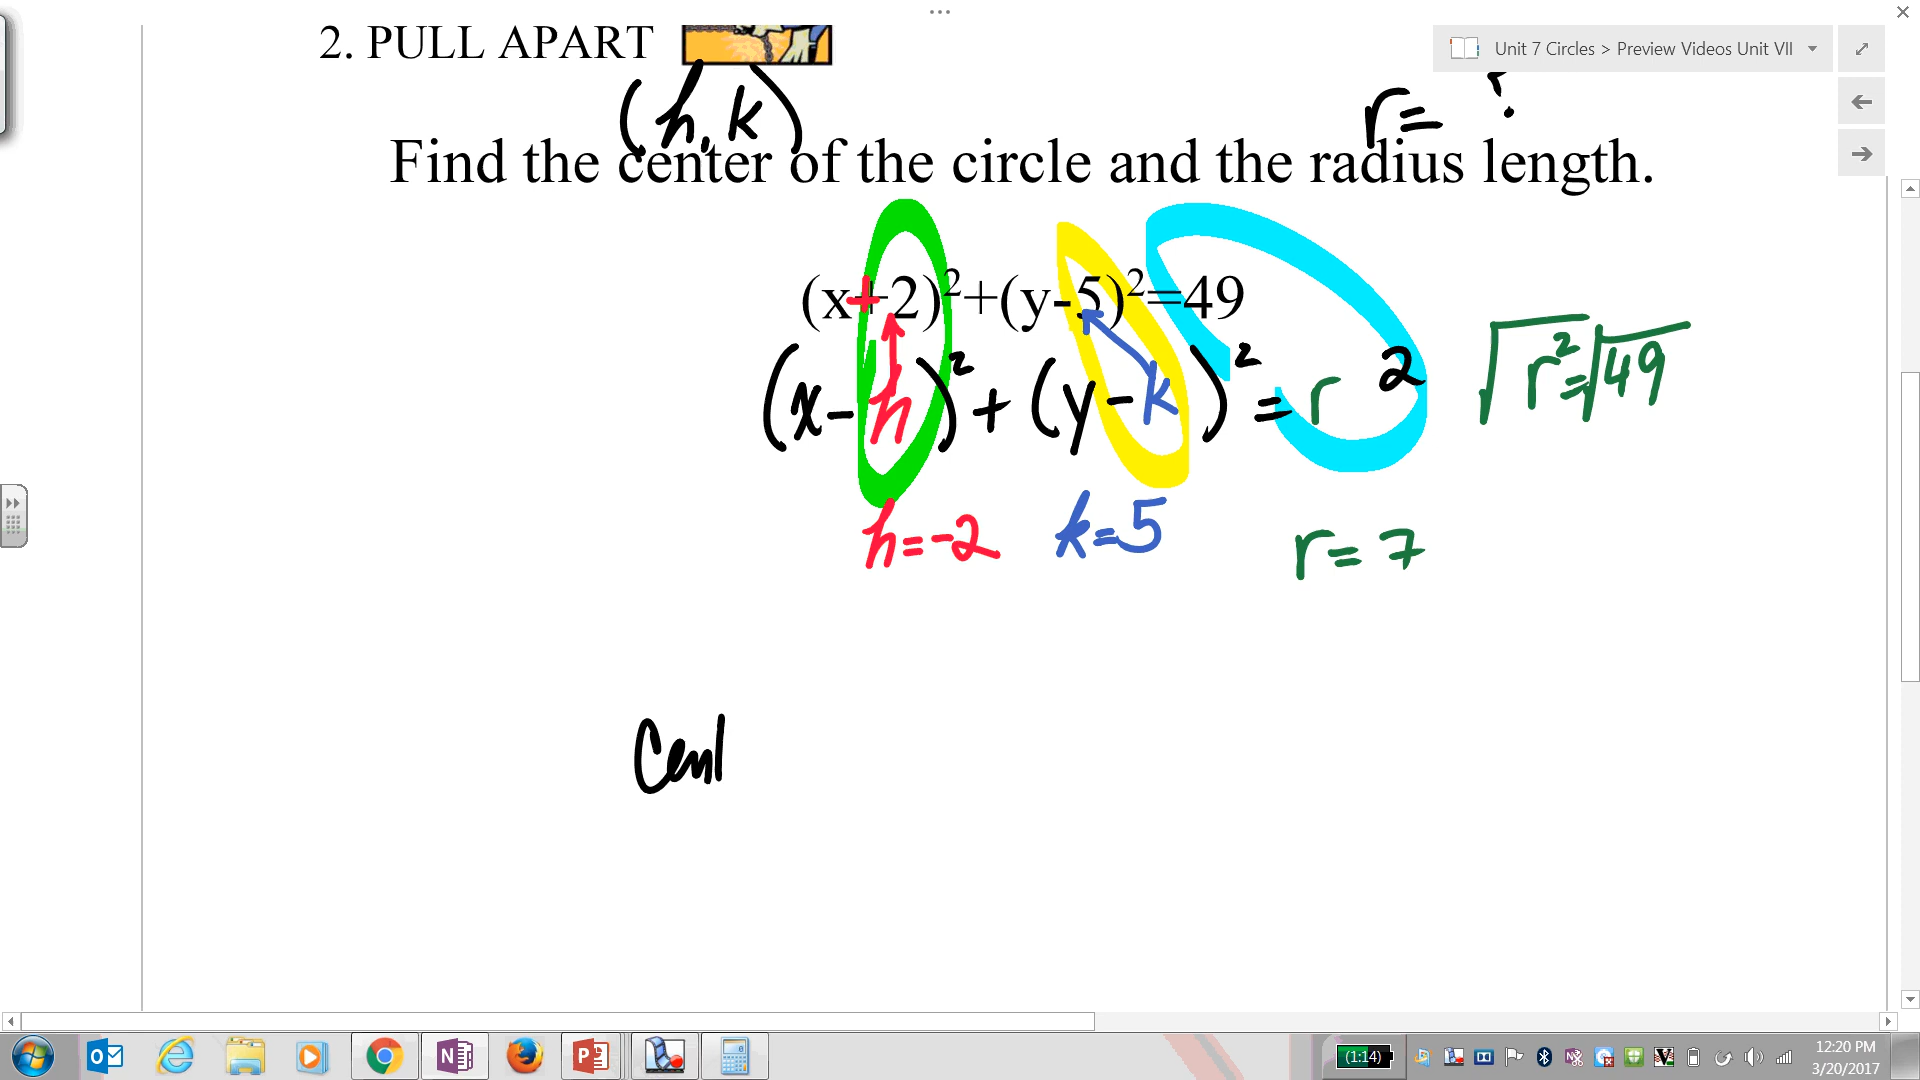 2. PULL APART
Unit 7 Circles > Preview Videos Unit VII
(h, k)
r= ?
Find the center of the circle and the radius length.
(x+2)²+(y-5)²=49
(x-h)²+(y-k)²=r²
√r²=√49
h=-2
k=5
r=7
Cent
(1:14)
12:20 PM
3/20/2017